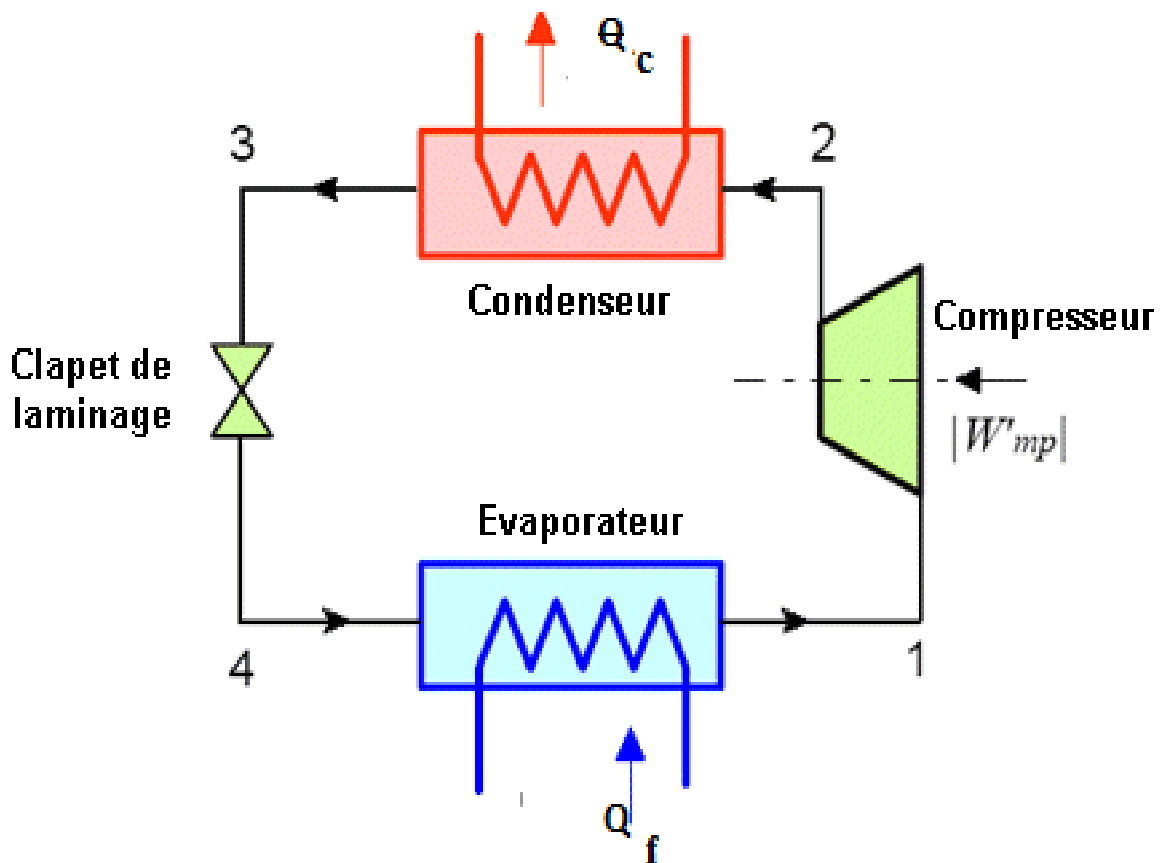 Q
c
3
2
Condenseur
Compresseur
Clapet de
laminage
|W'mp|
Evaporateur
4
1
Q
f